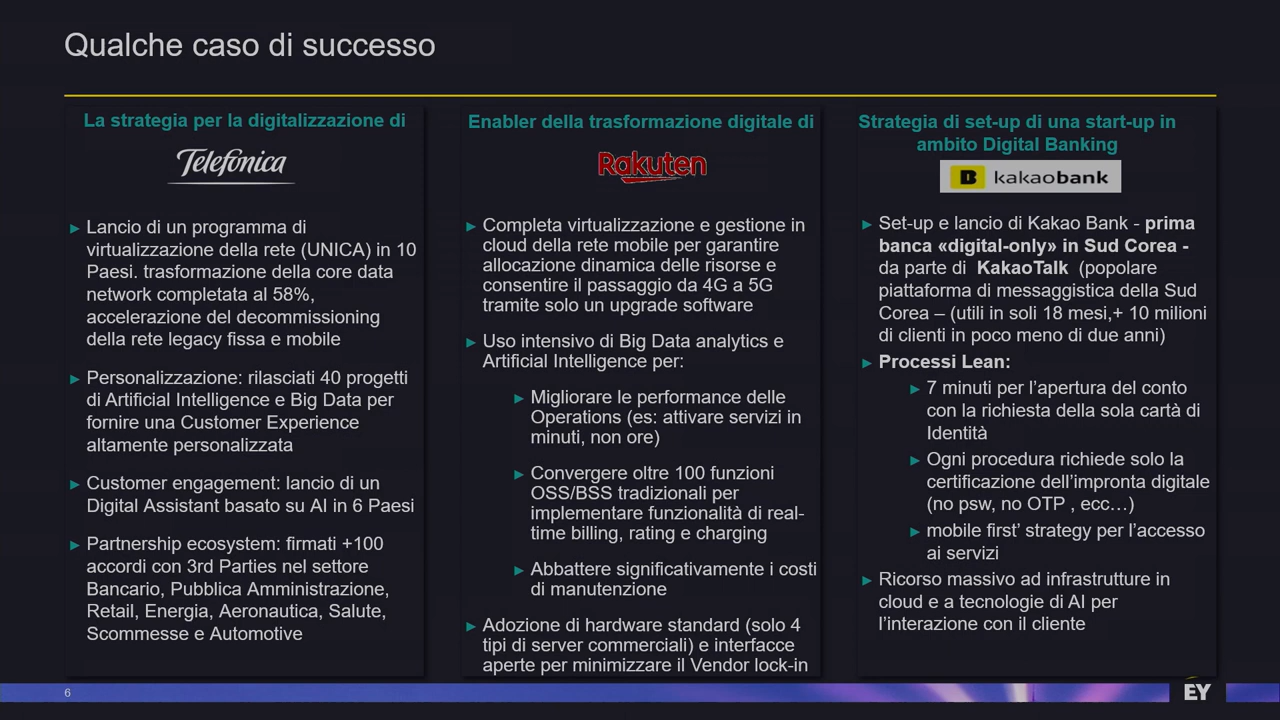 Qualche caso di successo
La strategia per la digitalizzazione di
Telefónica
Lancio di un programma di
virtualizzazione della rete (UNICA) in 10
Paesi. trasformazione della core data
network completata al 58%,
accelerazione del decommissioning
della rete legacy fissa e mobile
Personalizzazione: rilasciati 40 progetti
di Artificial Intelligence e Big Data per
fornire una Customer Experience
altamente personalizzata
Customer engagement: lancio di un
Digital Assistant basato su AI in 6 Paesi
Partnership ecosystem: firmati +100
accordi con 3rd Parties nel settore
Bancario, Pubblica Amministrazione,
Retail, Energia, Aeronautica, Salute,
Scommesse e Automotive
Enabler della trasformazione digitale di
Rakuten
Completa virtualizzazione e gestione in
cloud della rete mobile per garantire
allocazione dinamica delle risorse e
consentire il passaggio da 4G a 5G
tramite solo un upgrade software
Uso intensivo di Big Data analytics e
Artificial Intelligence per:
Migliorare le performance delle
Operations (es: attivare servizi in
minuti, non ore)
Convergere oltre 100 funzioni
OSS/BSS tradizionali per
implementare funzionalità di real-
time billing, rating e charging
Abbattere significativamente i costi
di manutenzione
Adozione di hardware standard (solo 4
tipi di server commerciali) e interfacce
aperte per minimizzare il Vendor lock-in
Strategia di set-up di una start-up in
ambito Digital Banking
B kakaobank
Set-up e lancio di Kakao Bank - prima
banca «digital-only» in Sud Corea -
da parte di KakaoTalk (popolare
piattaforma di messaggistica della Sud
Corea – (utili in soli 18 mesi,+ 10 milioni
di clienti in poco meno di due anni)
Processi Lean:
7 minuti per l’apertura del conto
con la richiesta della sola cartà di
Identità
Ogni procedura richiede solo la
certificazione dell’impronta digitale
(no psw, no OTP , ecc…)
mobile first’ strategy per l’accesso
ai servizi
Ricorso massivo ad infrastrutture in
cloud e a tecnologie di AI per
l’interazione con il cliente
6
EY